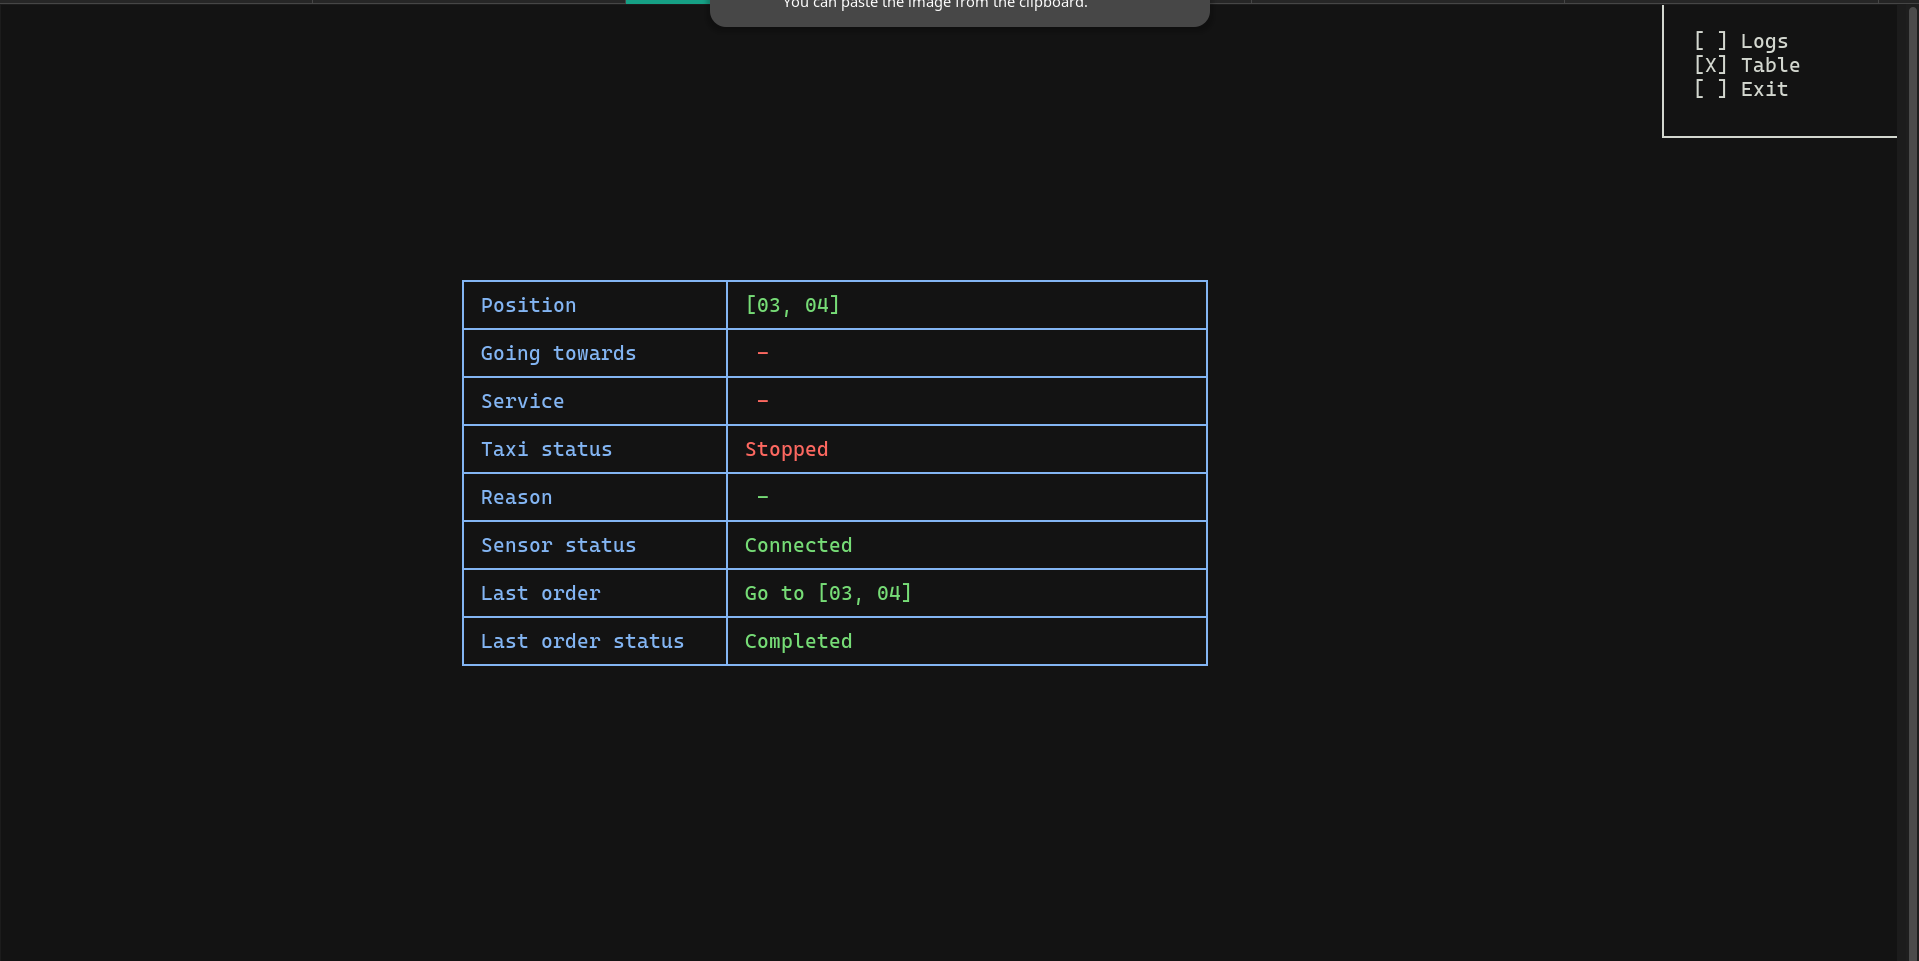 You can paste the image from the clipboard.
[ ] Logs
[X] Table
[ ] Exit
Position [03, 04]
Going towards -
Service -
Taxi status Stopped
Reason -
Sensor status Connected
Last order Go to [03, 04]
Last order status Completed